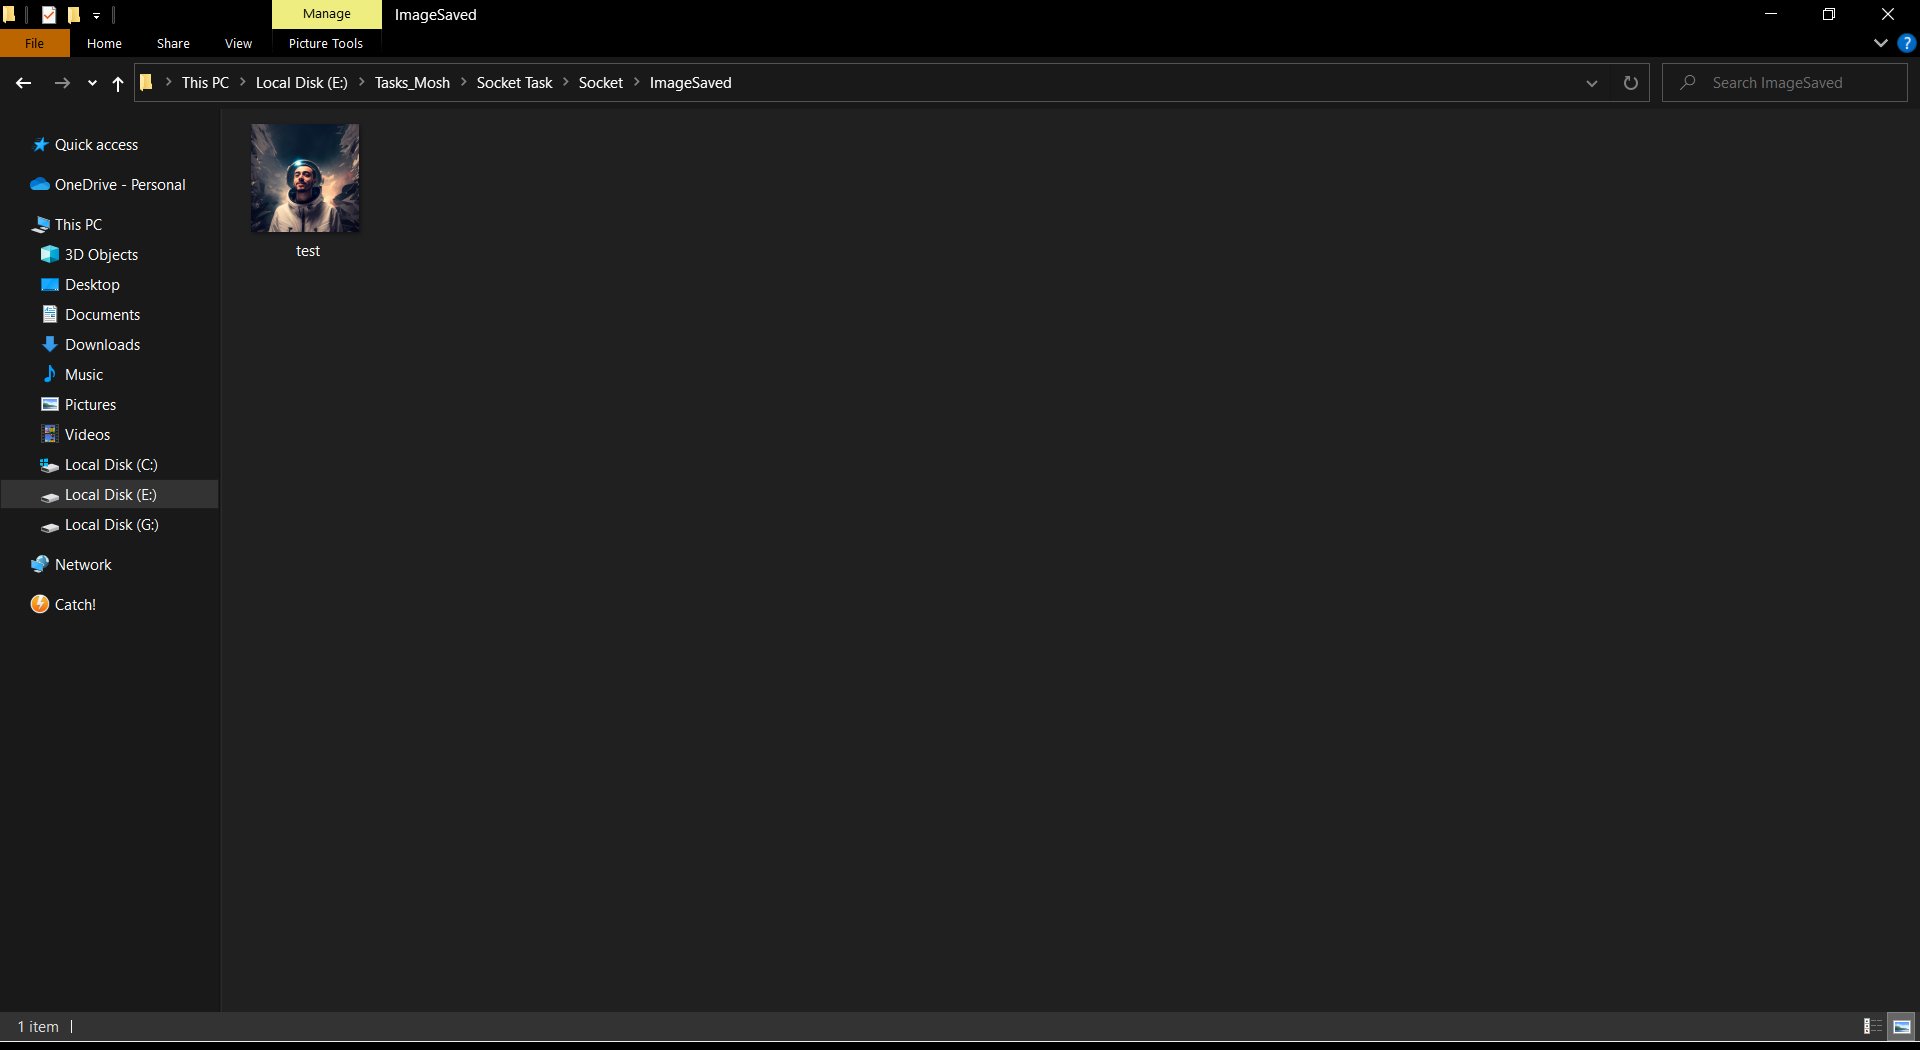 Manage
ImageSaved
File
Home
Share
View
Picture Tools
?
This PC
Local Disk (E:)
Tasks_Mosh
Socket Task
Socket
ImageSaved
Search ImageSaved
Quick access
OneDrive - Personal
This PC
3D Objects
Desktop
Documents
Downloads
Music
Pictures
Videos
Local Disk (C:)
Local Disk (E:)
Local Disk (G:)
Network
Catch!
test
1 item